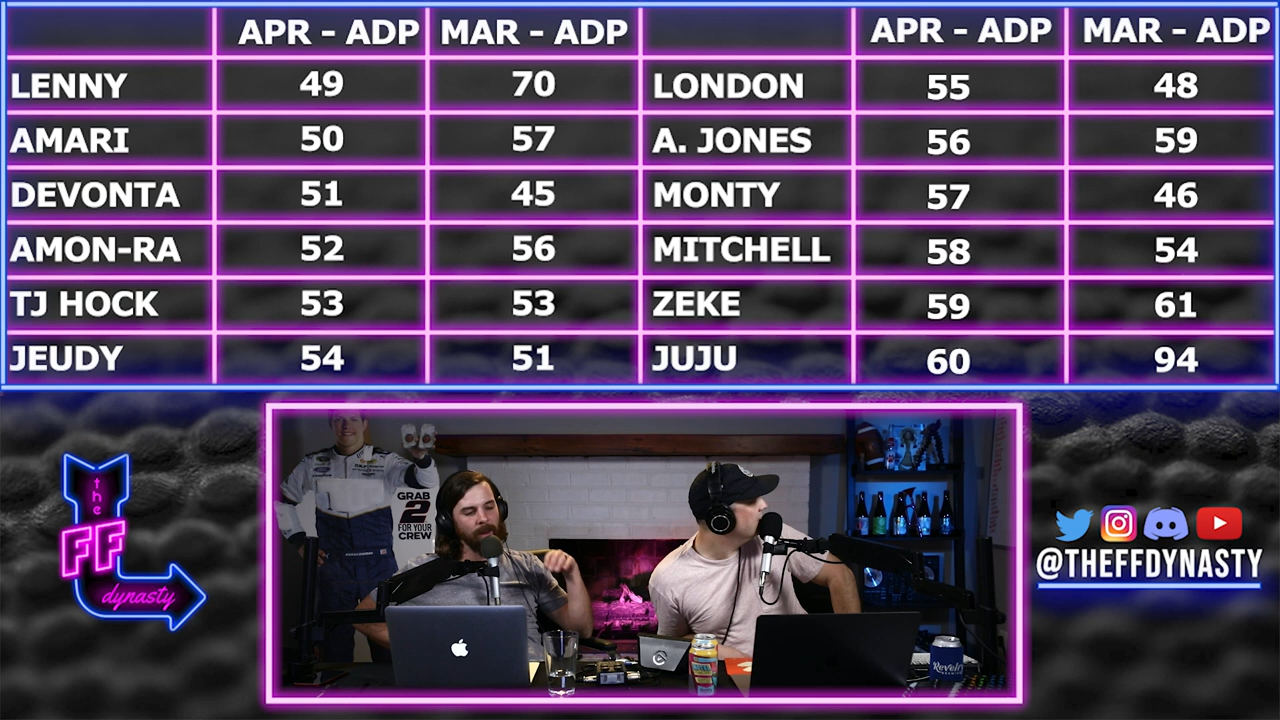 APR - ADP MAR - ADP APR - ADP MAR - ADP
LENNY 49 70 LONDON 55 48
AMARI 50 57 A. JONES 56 59
DEVONTA 51 45 MONTY 57 46
AMON-RA 52 56 MITCHELL 58 54
TJ HOCK 53 53 ZEKE 59 61
JEUDY 54 51 JUJU 60 94
the
FF
dynasty
GRAB
2
FOR YOUR
CREW
Revelry
@THEFFDYNASTY